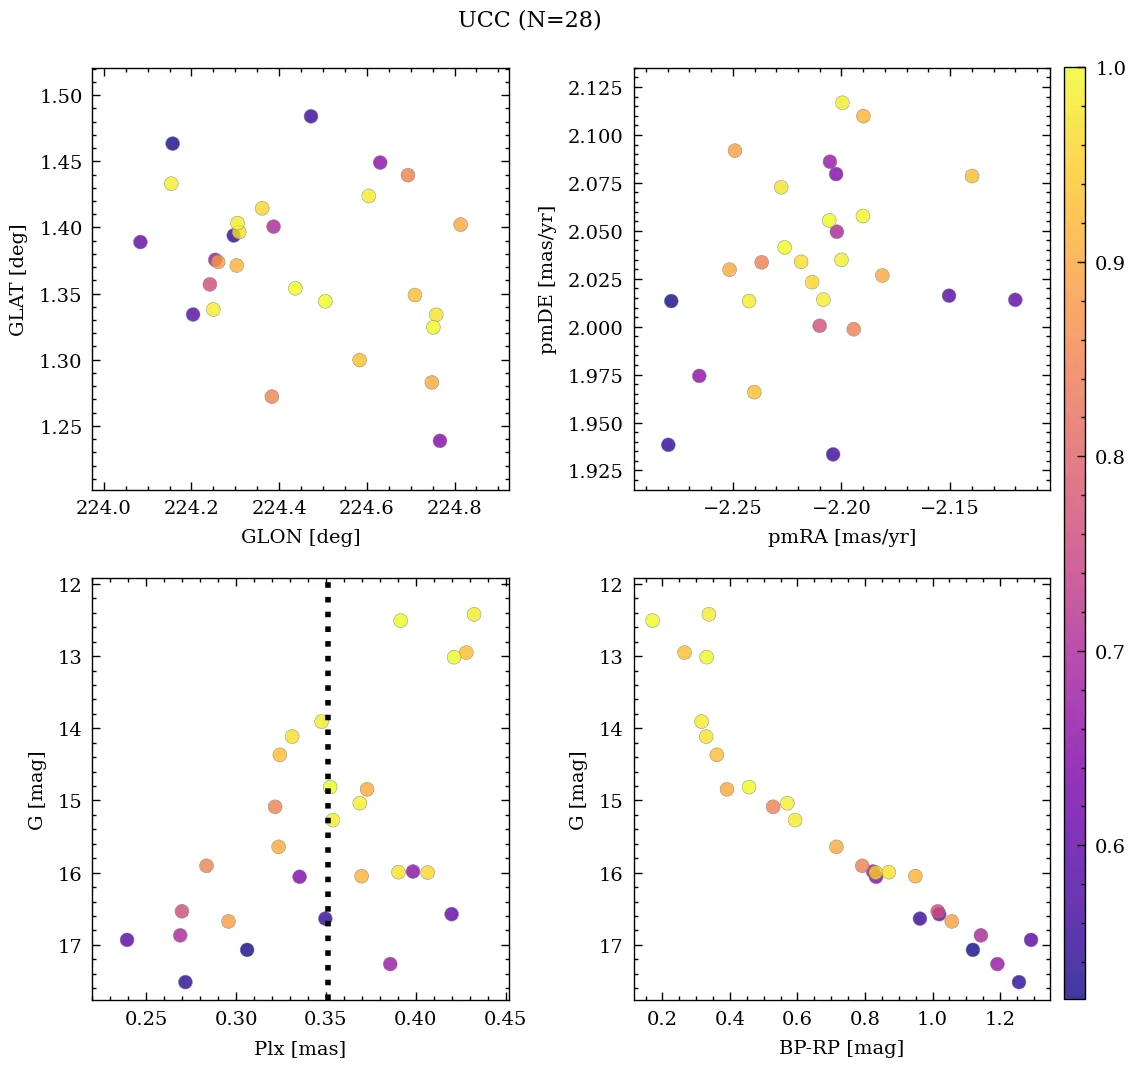 UCC (N=28)
1.50
1.45
1.40
1.35
1.30
1.25
GLAT [deg]
224.0 224.2 224.4 224.6 224.8
GLON [deg]
2.125
2.100
2.075
2.050
2.025
2.000
1.975
1.950
1.925
pmDE [mas/yr]
−2.25 −2.20 −2.15
pmRA [mas/yr]
1.0
0.9
0.8
0.7
0.6
12
13
14
15
16
17
G [mag]
0.25 0.30 0.35 0.40 0.45
Plx [mas]
12
13
14
15
16
17
G [mag]
0.2 0.4 0.6 0.8 1.0 1.2
BP-RP [mag]